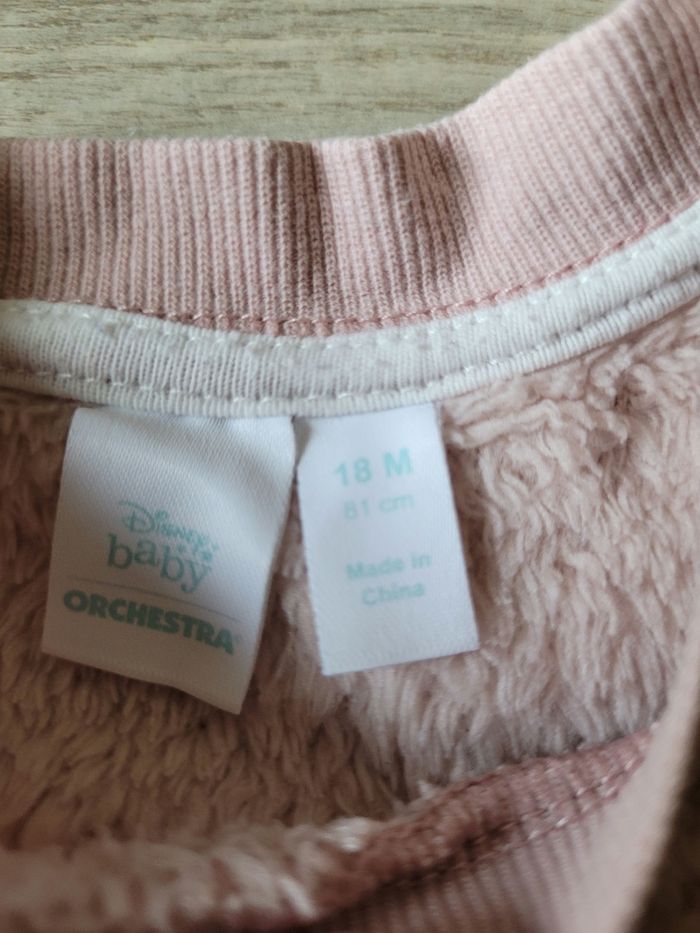 Disney
baby
ORCHESTRA
18 M
81 cm
Made in
China